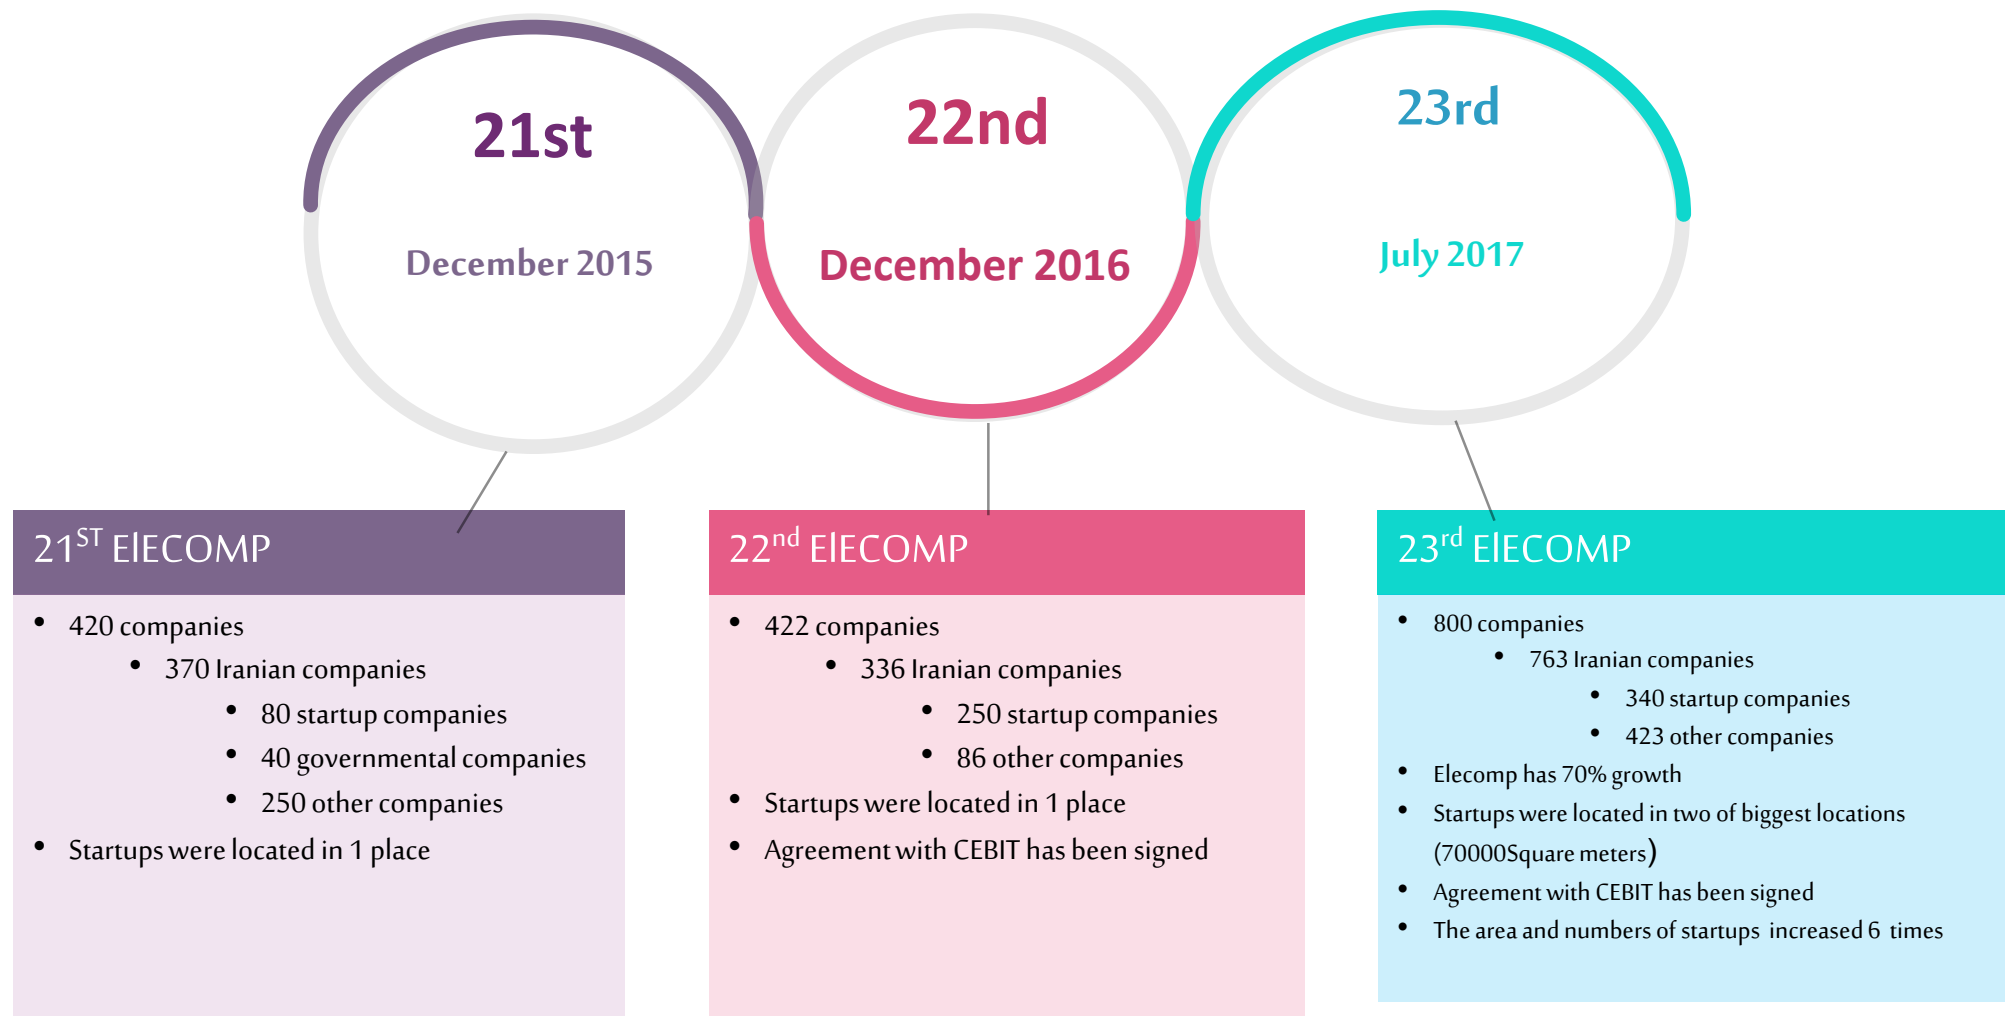 21st
December 2015
22nd
December 2016
23rd
July 2017
21ST ElECOMP
• 420 companies
• 370 Iranian companies
• 80 startup companies
• 40 governmental companies
• 250 other companies
• Startups were located in 1 place
22nd ElECOMP
• 422 companies
• 336 Iranian companies
• 250 startup companies
• 86 other companies
• Startups were located in 1 place
• Agreement with CEBIT has been signed
23rd ElECOMP
• 800 companies
• 763 Iranian companies
• 340 startup companies
• 423 other companies
• Elecomp has 70% growth
• Startups were located in two of biggest locations
(70000Square meters)
• Agreement with CEBIT has been signed
• The area and numbers of startups increased 6 times